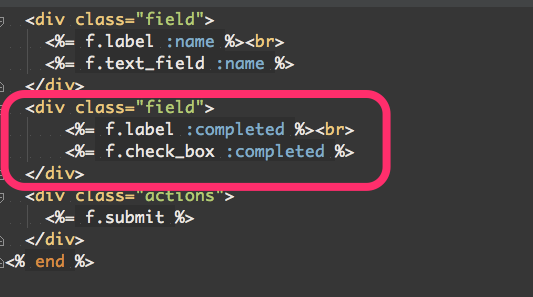 <div class="field">
<%= f.label :name %><br>
<%= f.text_field :name %>
</div>
<div class="field">
<%= f.label :completed %><br>
<%= f.check_box :completed %>
</div>
<div class="actions">
<%= f.submit %>
</div>
<% end %>